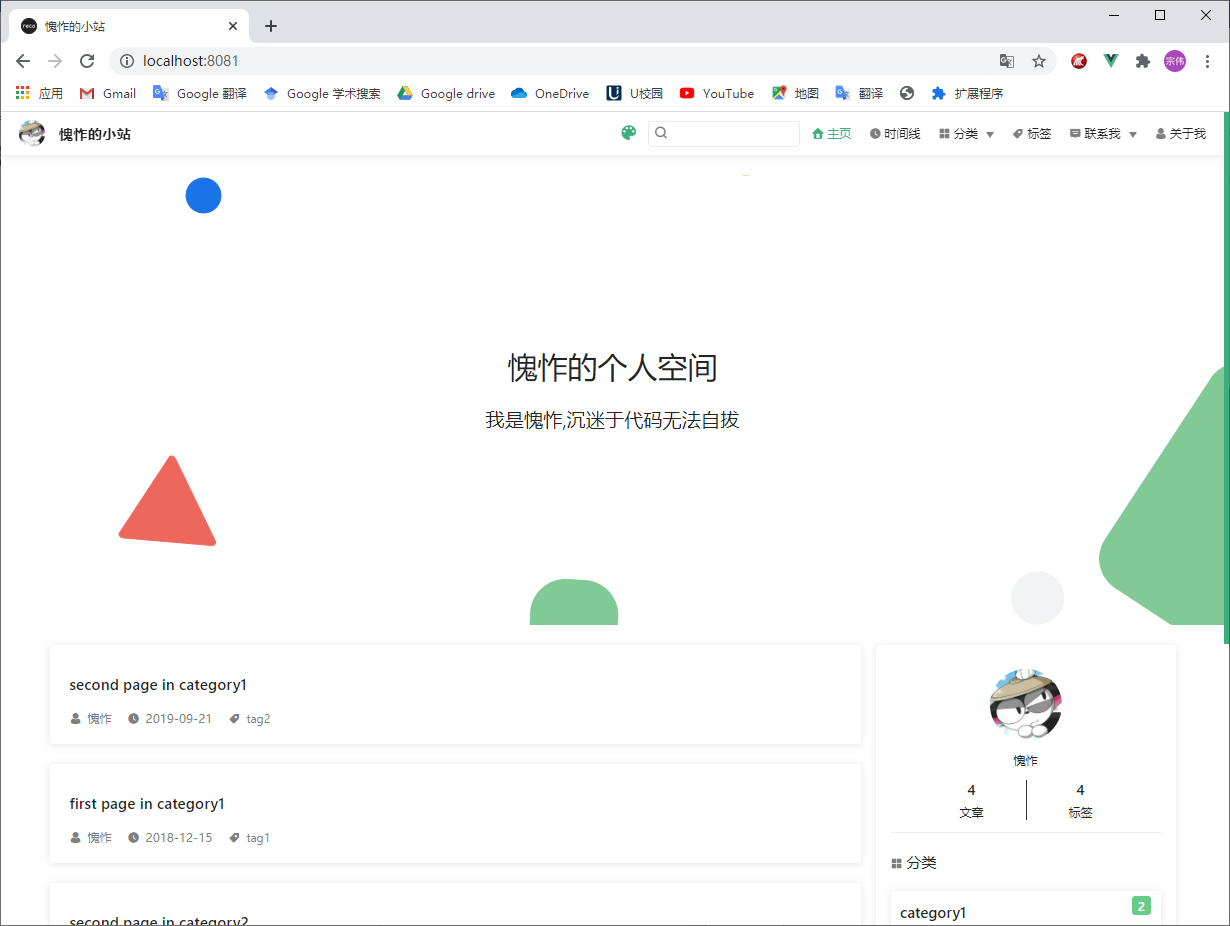 reco 愧怍的小站
localhost:8081 宗伟
应用 Gmail Google 翻译 Google 学术搜索 Google drive OneDrive U校园 YouTube 地图 翻译 扩展程序
愧怍的小站 主页 时间线 分类 标签 联系我 关于我
愧怍的个人空间
我是愧怍,沉迷于代码无法自拔
second page in category1
愧怍 2019-09-21 tag2
first page in category1
愧怍 2018-12-15 tag1
second page in category2
愧怍
4 4
文章 标签
分类
category1 2